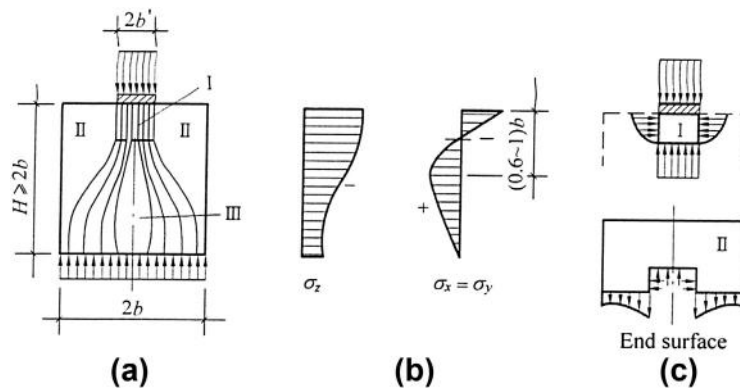 2b'
I
II
II
H⩾2b
III
2b
(a)
−
σz
−
+
(0.6~1)b
σx = σy
(b)
I
II
End surface
(c)